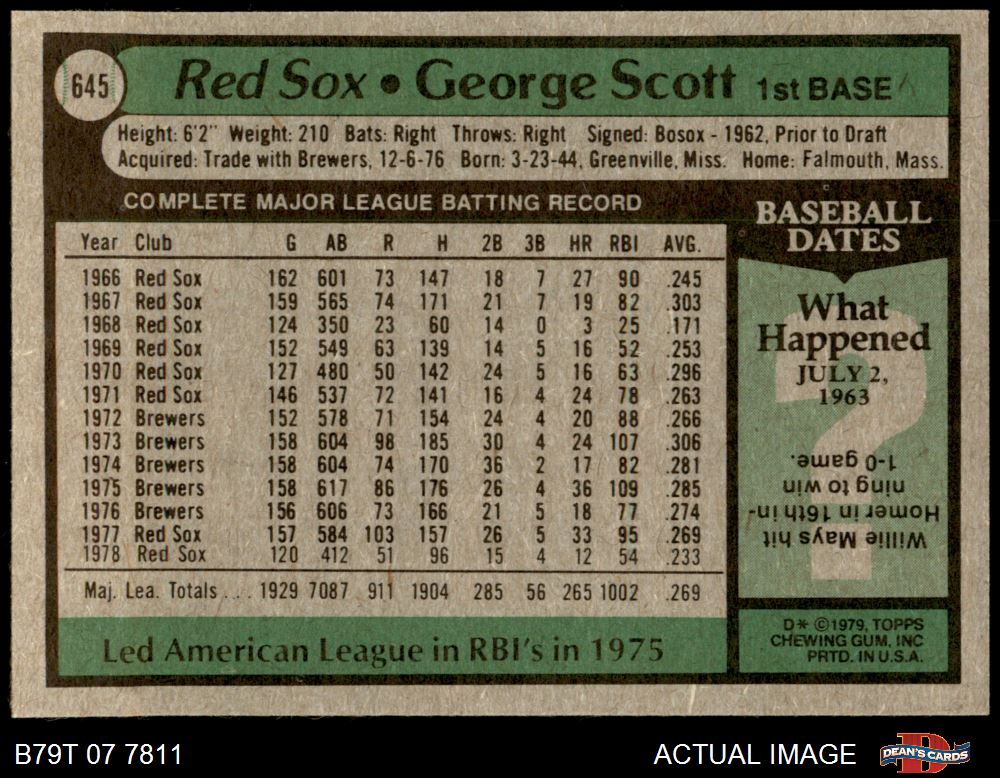 645
Red Sox • George Scott 1st BASE
Height: 6'2" Weight: 210 Bats: Right Throws: Right Signed: Bosox - 1962, Prior to Draft
Acquired: Trade with Brewers, 12-6-76 Born: 3-23-44, Greenville, Miss. Home: Falmouth, Mass.
COMPLETE MAJOR LEAGUE BATTING RECORD
Year Club G AB R H 2B 3B HR RBI AVG.
1966 Red Sox 162 601 73 147 18 7 27 90 .245
1967 Red Sox 159 565 74 171 21 7 19 82 .303
1968 Red Sox 124 350 23 60 14 0 3 25 .171
1969 Red Sox 152 549 63 139 14 5 16 52 .253
1970 Red Sox 127 480 50 142 24 5 16 63 .296
1971 Red Sox 146 537 72 141 16 4 24 78 .263
1972 Brewers 152 578 71 154 24 4 20 88 .266
1973 Brewers 158 604 98 185 30 4 24 107 .306
1974 Brewers 158 604 74 170 36 2 17 82 .281
1975 Brewers 158 617 86 176 26 4 36 109 .285
1976 Brewers 156 606 73 166 21 5 18 77 .274
1977 Red Sox 157 584 103 157 26 5 33 95 .269
1978 Red Sox 120 412 51 96 15 4 12 54 .233
Maj. Lea. Totals . . . 1929 7087 911 1904 285 56 265 1002 .269
Led American League in RBI's in 1975
BASEBALL
DATES
What
Happened
JULY 2,
1963
?
Willie Mays hit
Homer in 16th in-
ning to win
1-0 game.
D* ©1979, TOPPS
CHEWING GUM, INC
PRTD. IN U.S.A.
B79T 07 7811
ACTUAL IMAGE
D
DEAN'S CARDS